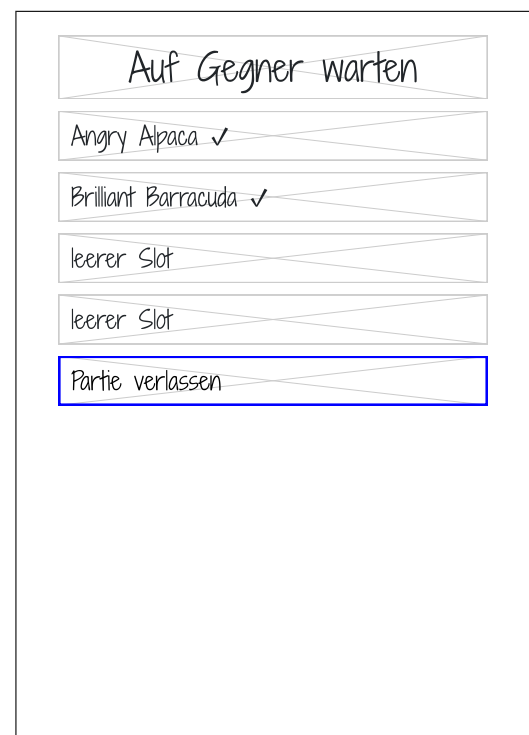 Auf Gegner warten
Angry Alpaca ✓
Brilliant Barracuda ✓
leerer Slot
leerer Slot
Partie verlassen